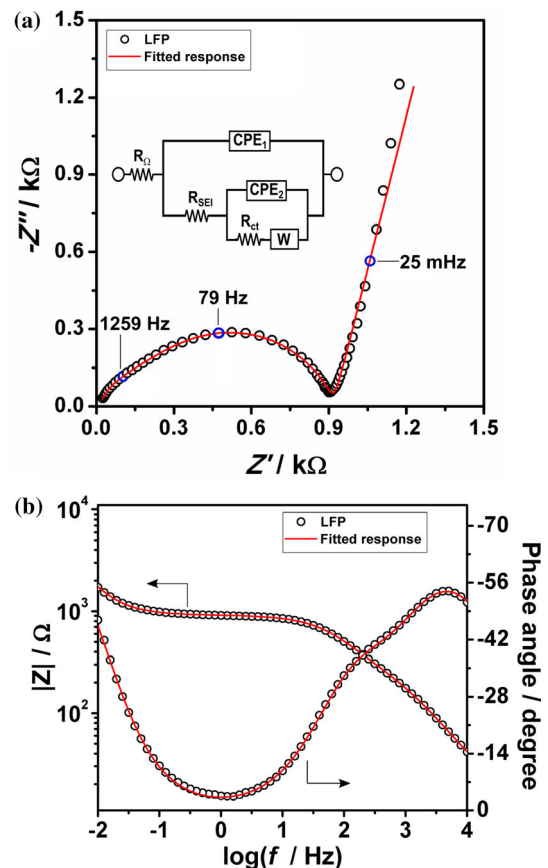 (a)
-1.5
LFP
Fitted response
1.2
CPE1
RΩ
0.9
RSEI
CPE2
Rct
W
-Z″ / kΩ
0.6
25 mHz
79 Hz
0.3
1259 Hz
0.0
0.0 0.3 0.6 0.9 1.2 1.5
Z′ / kΩ
(b)
10^4
LFP
Fitted response
-70
-56
10^3
-42
|Z| / Ω
-28
10^2
-14
0
Phase angle / degree
-2 -1 0 1 2 3 4
log(f / Hz)